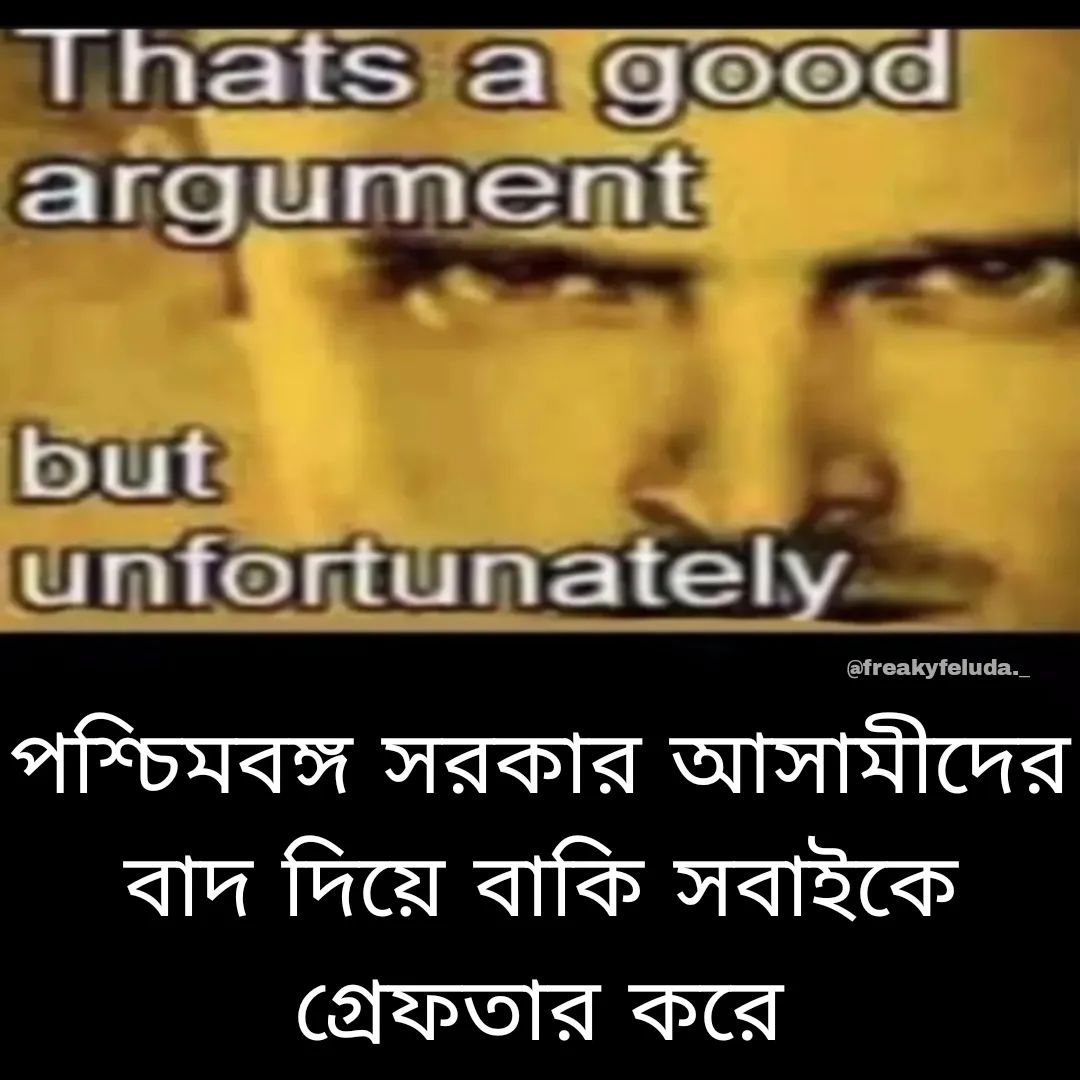 Thats a good
argument
but
unfortunately
@freakyfeluda._
পশ্চিমবঙ্গ সরকার আসামীদের
বাদ দিয়ে বাকি সবাইকে
গ্রেফতার করে